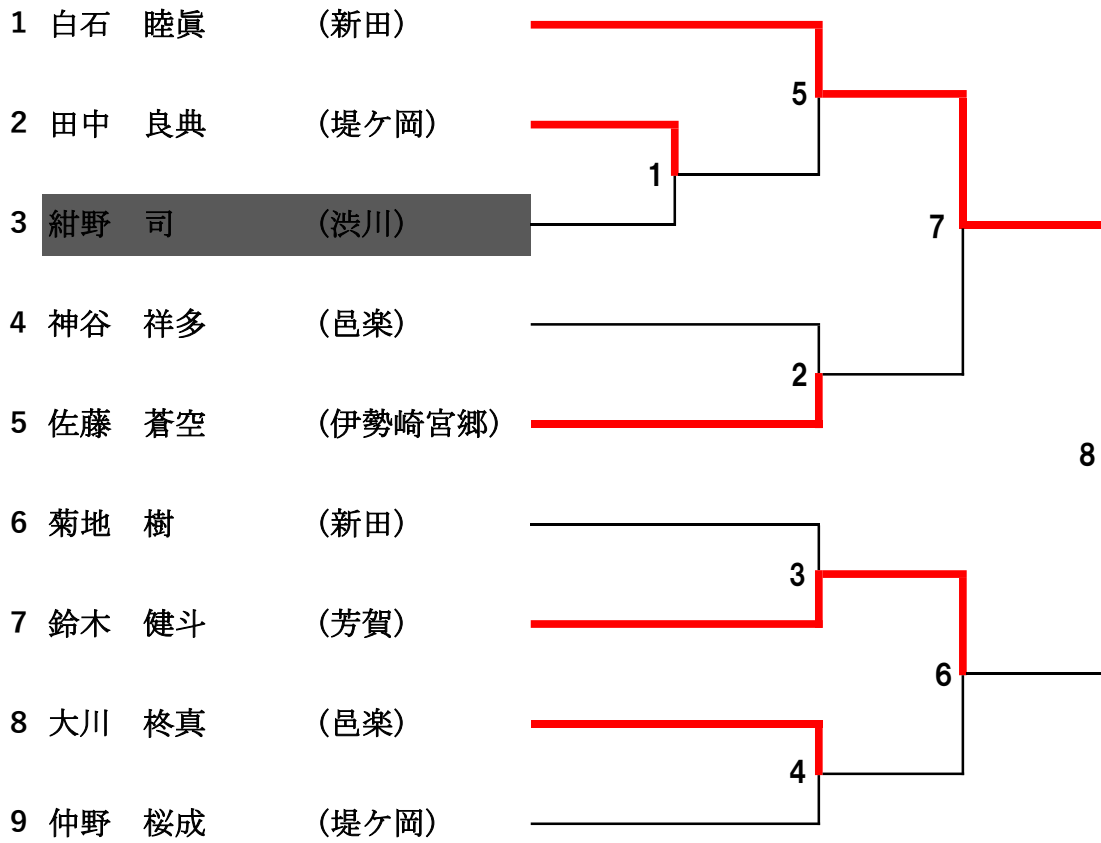 1 白石 睦眞 (新田)
5
2 田中 良典 (堤ケ岡)
1
3 紺野 司 (渋川)
7
4 神谷 祥多 (邑楽)
2
5 佐藤 蒼空 (伊勢崎宮郷)
8
6 菊地 樹 (新田)
3
7 鈴木 健斗 (芳賀)
6
8 大川 柊真 (邑楽)
4
9 仲野 桜成 (堤ケ岡)